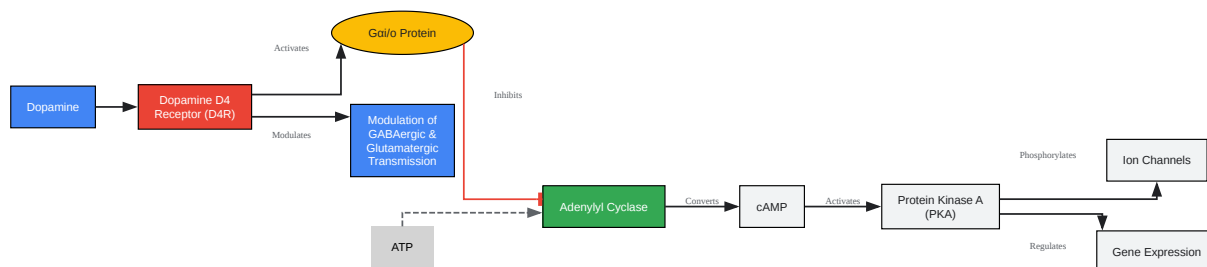 Gαi/o Protein
Activates
Dopamine
Dopamine D4
Receptor (D4R)
Inhibits
Modulates
Modulation of
GABAergic &
Glutamatergic
Transmission
Phosphorylates
Ion Channels
Adenylyl Cyclase
Converts
cAMP
Activates
Protein Kinase A
(PKA)
ATP
Regulates
Gene Expression